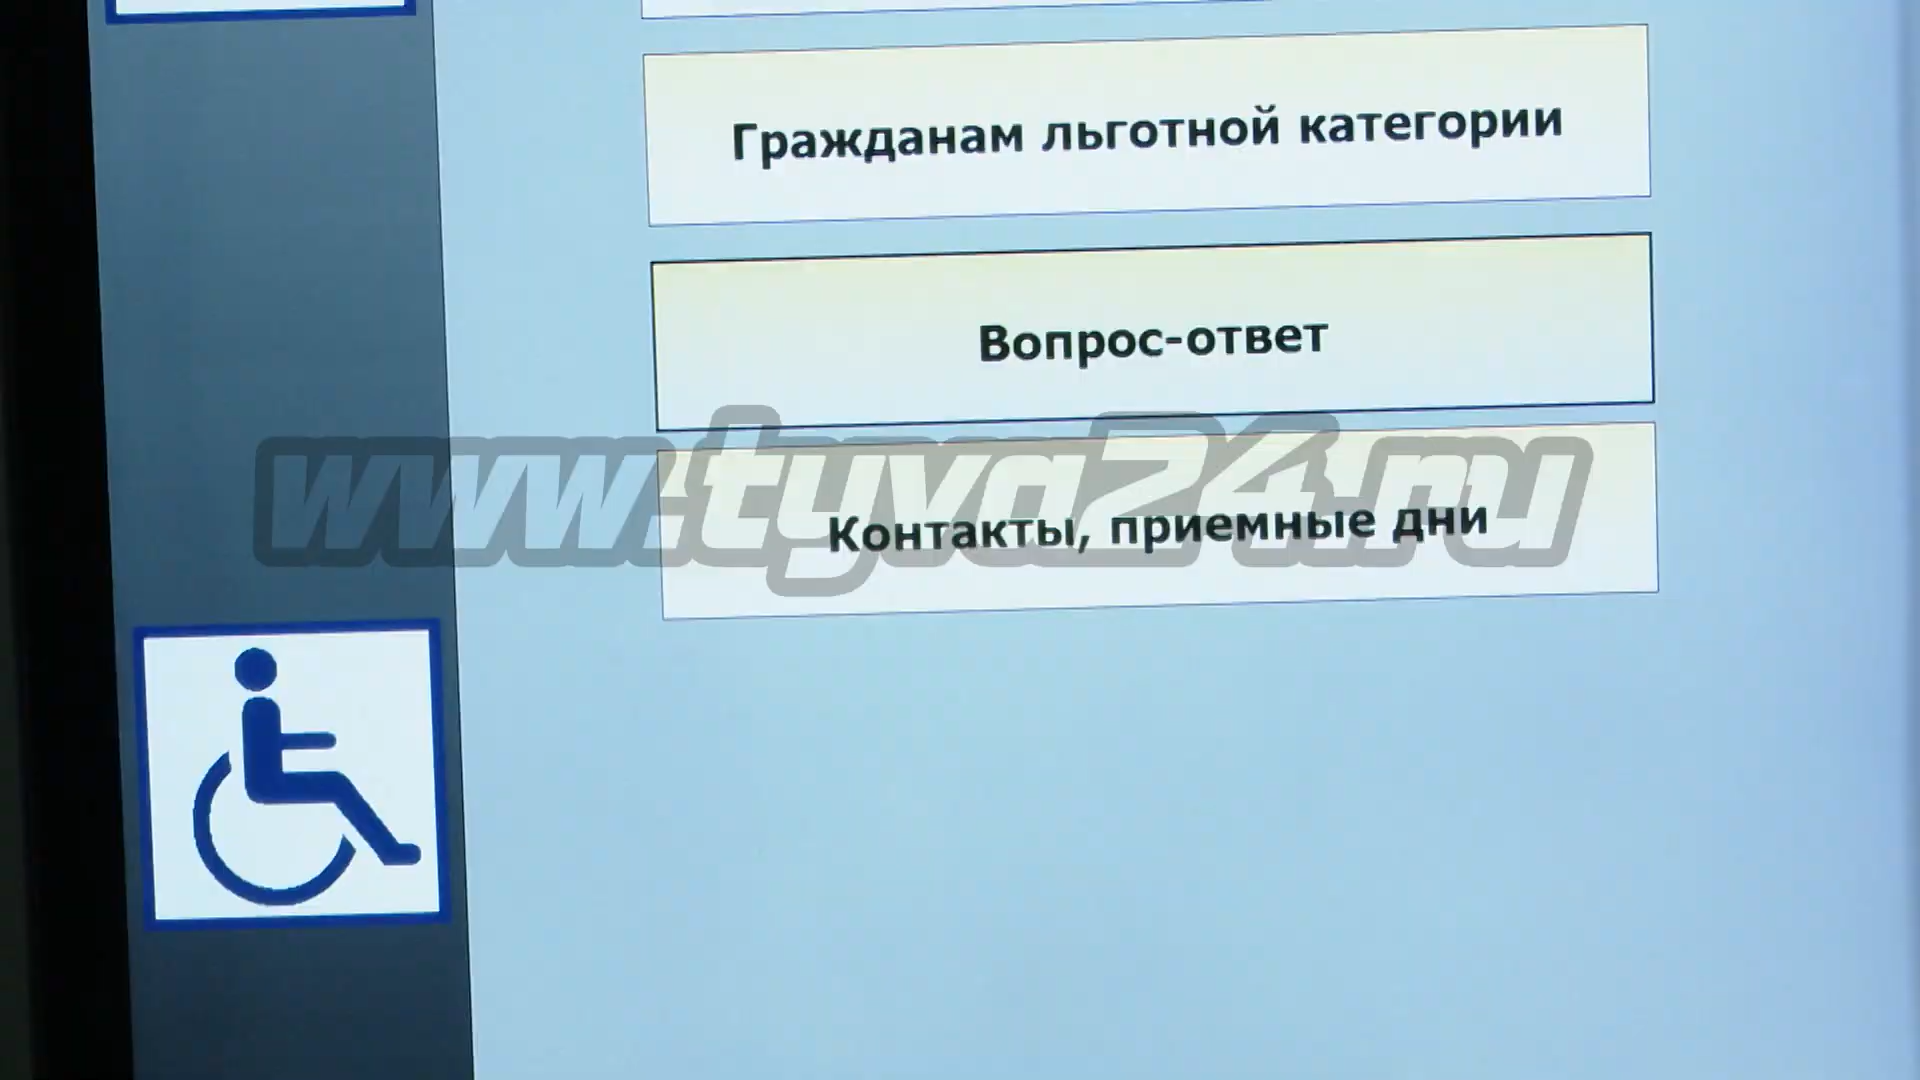 Гражданам льготной категории
Вопрос-ответ
www.tyva24.ru
Контакты, приемные дни